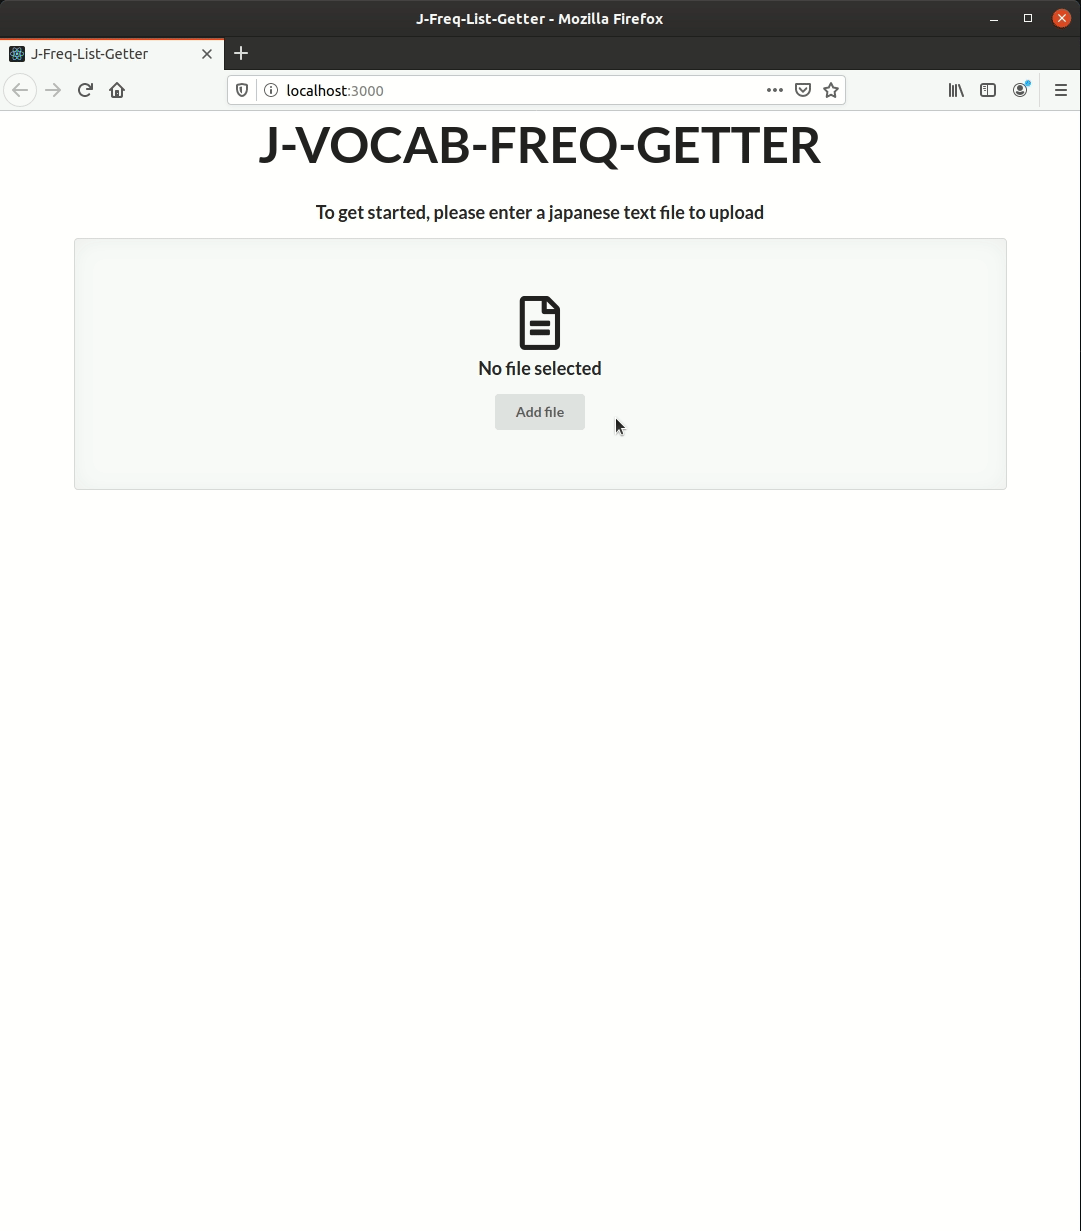 J-Freq-List-Getter - Mozilla Firefox
J-Freq-List-Getter
localhost:3000
J-VOCAB-FREQ-GETTER
To get started, please enter a japanese text file to upload
No file selected
Add file